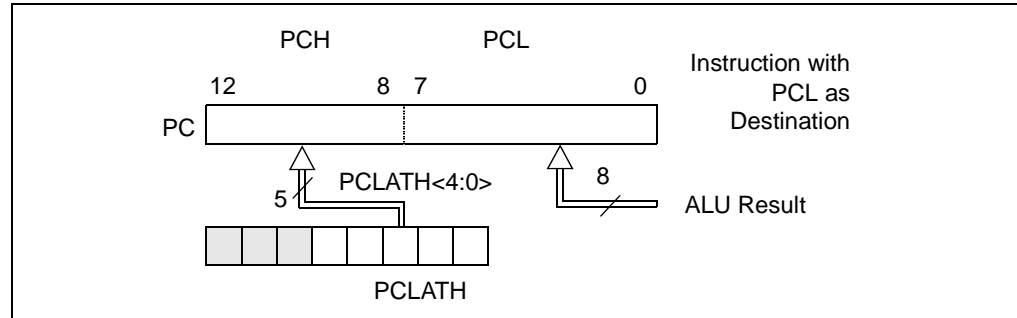 PCH PCL
12 8 7 0
Instruction with
PCL as
Destination
PC
5 PCLATH<4:0> 8
ALU Result
PCLATH